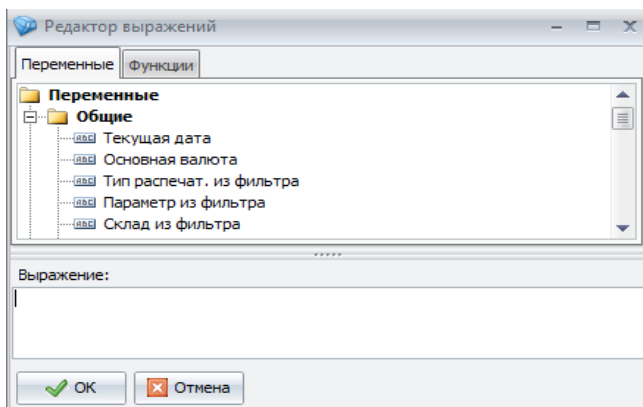 Редактор выражений
Переменные Функции
Переменные
Общие
Текущая дата
Основная валюта
Тип распечат. из фильтра
Параметр из фильтра
Склад из фильтра
Выражение:
ОК Отмена